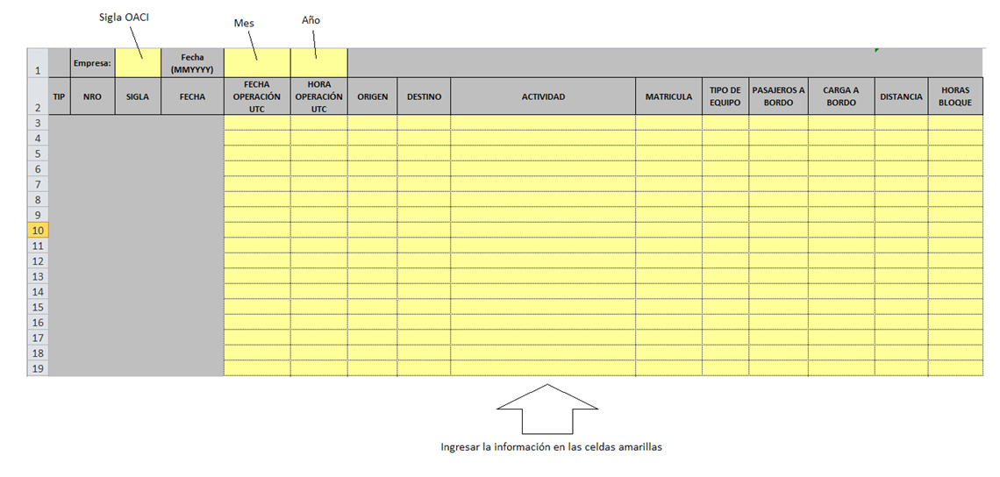 Sigla OACI
Mes
Año
1
Empresa:
Fecha
(MMYYYY)
2
TIP
NRO
SIGLA
FECHA
FECHA
OPERACIÓN
UTC
HORA
OPERACIÓN
UTC
ORIGEN
DESTINO
ACTIVIDAD
MATRICULA
TIPO DE
EQUIPO
PASAJEROS A
BORDO
CARGA A
BORDO
DISTANCIA
HORAS
BLOQUE
3
4
5
6
7
8
9
10
11
12
13
14
15
16
17
18
19
Ingresar la información en las celdas amarillas